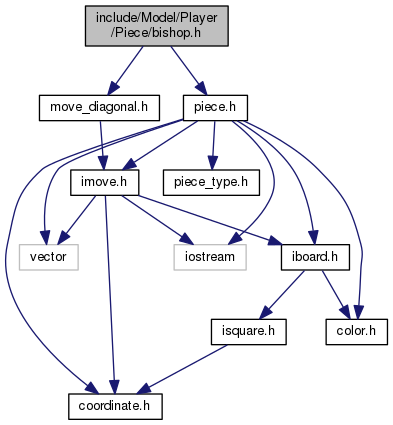 include/Model/Player
/Piece/bishop.h
move_diagonal.h
piece.h
imove.h
piece_type.h
vector
iostream
iboard.h
isquare.h
color.h
coordinate.h